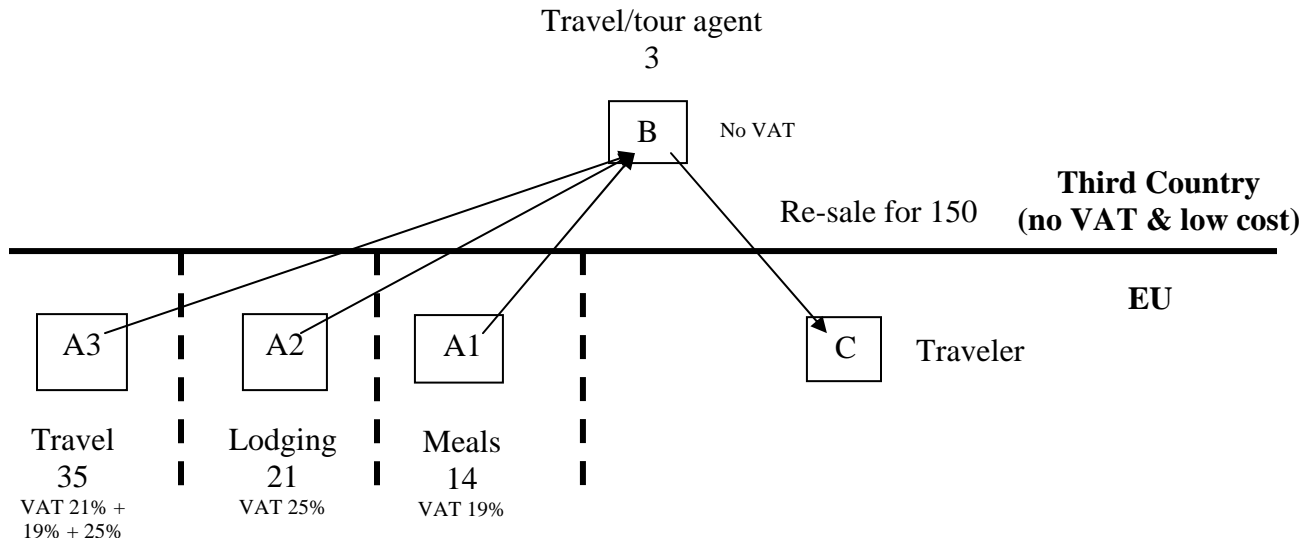 Travel/tour agent
3
B
No VAT
Third Country
Re-sale for 150
(no VAT & low cost)
EU
A3
A2
A1
C
Traveler
Travel
35
VAT 21% +
19% + 25%
Lodging
21
VAT 25%
Meals
14
VAT 19%